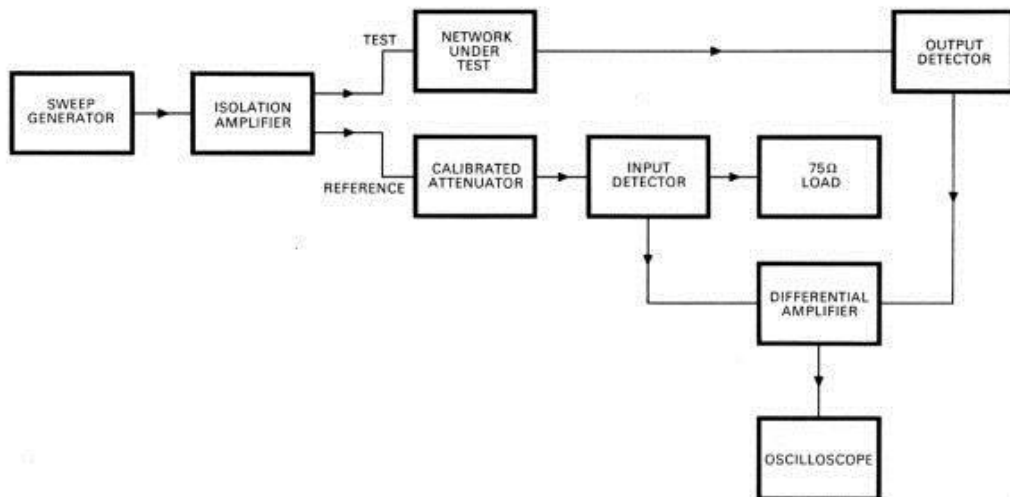 TEST
NETWORK
UNDER
TEST
OUTPUT
DETECTOR
SWEEP
GENERATOR
ISOLATION
AMPLIFIER
REFERENCE
CALIBRATED
ATTENUATOR
INPUT
DETECTOR
75Ω
LOAD
DIFFERENTIAL
AMPLIFIER
OSCILLOSCOPE